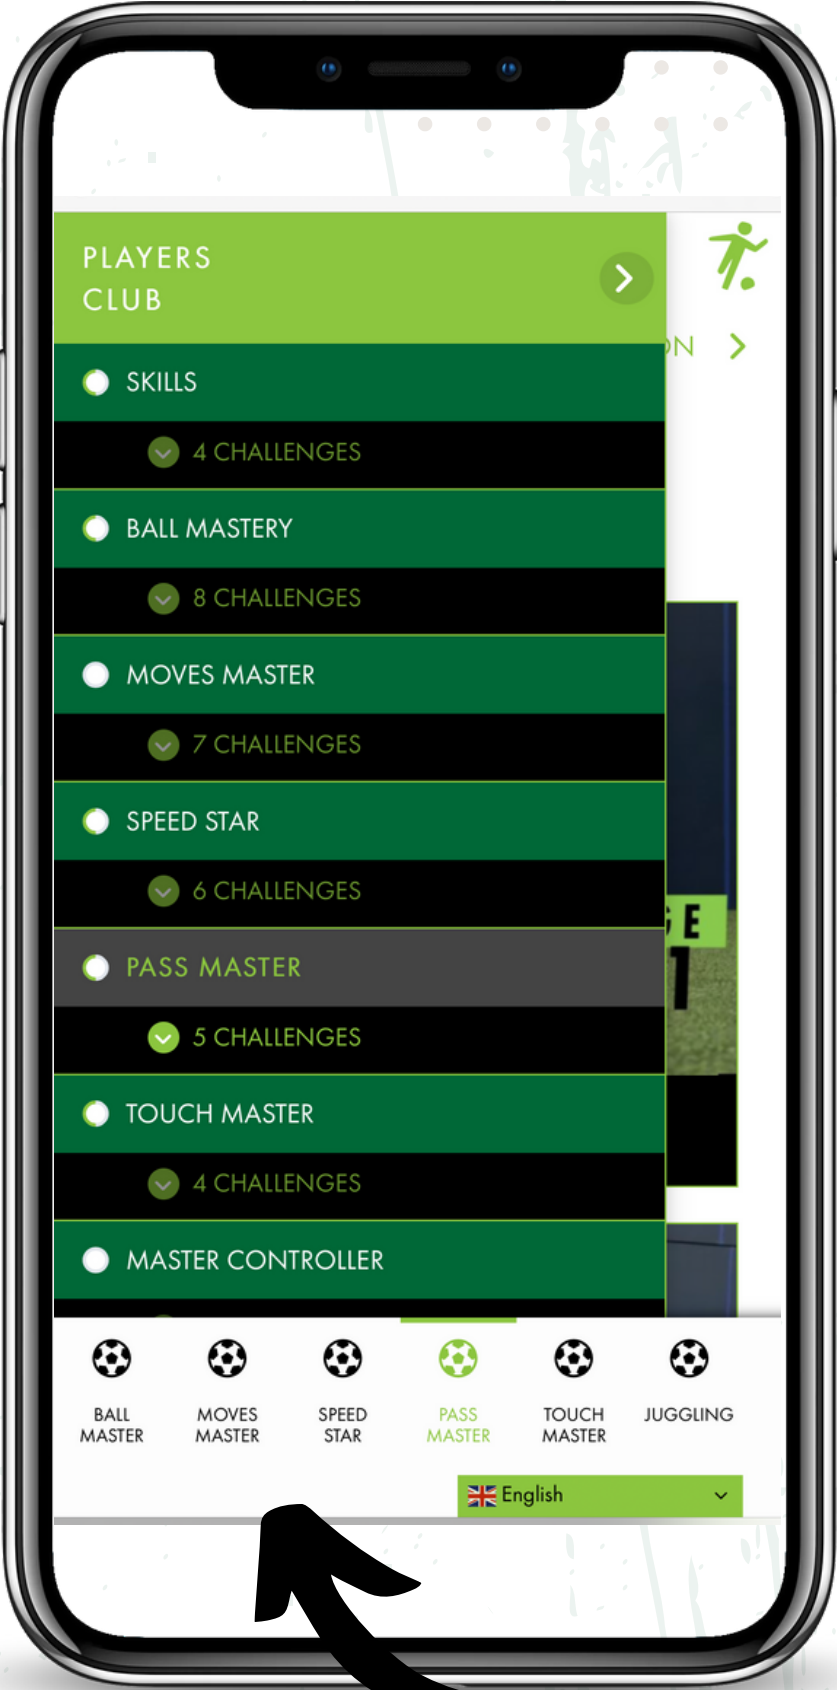 PLAYERS
CLUB
ON
SKILLS
4 CHALLENGES
BALL MASTERY
8 CHALLENGES
MOVES MASTER
7 CHALLENGES
SPEED STAR
6 CHALLENGES
GE
1
PASS MASTER
5 CHALLENGES
TOUCH MASTER
4 CHALLENGES
MASTER CONTROLLER
BALL
MASTER
MOVES
MASTER
SPEED
STAR
PASS
MASTER
TOUCH
MASTER
JUGGLING
English